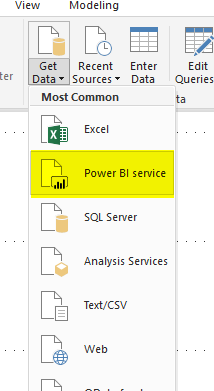 View Modeling
Get Data
Recent Sources
Enter Data
Edit Queries
ta
Most Common
Excel
Power BI service
SQL Server
Analysis Services
Text/CSV
Web